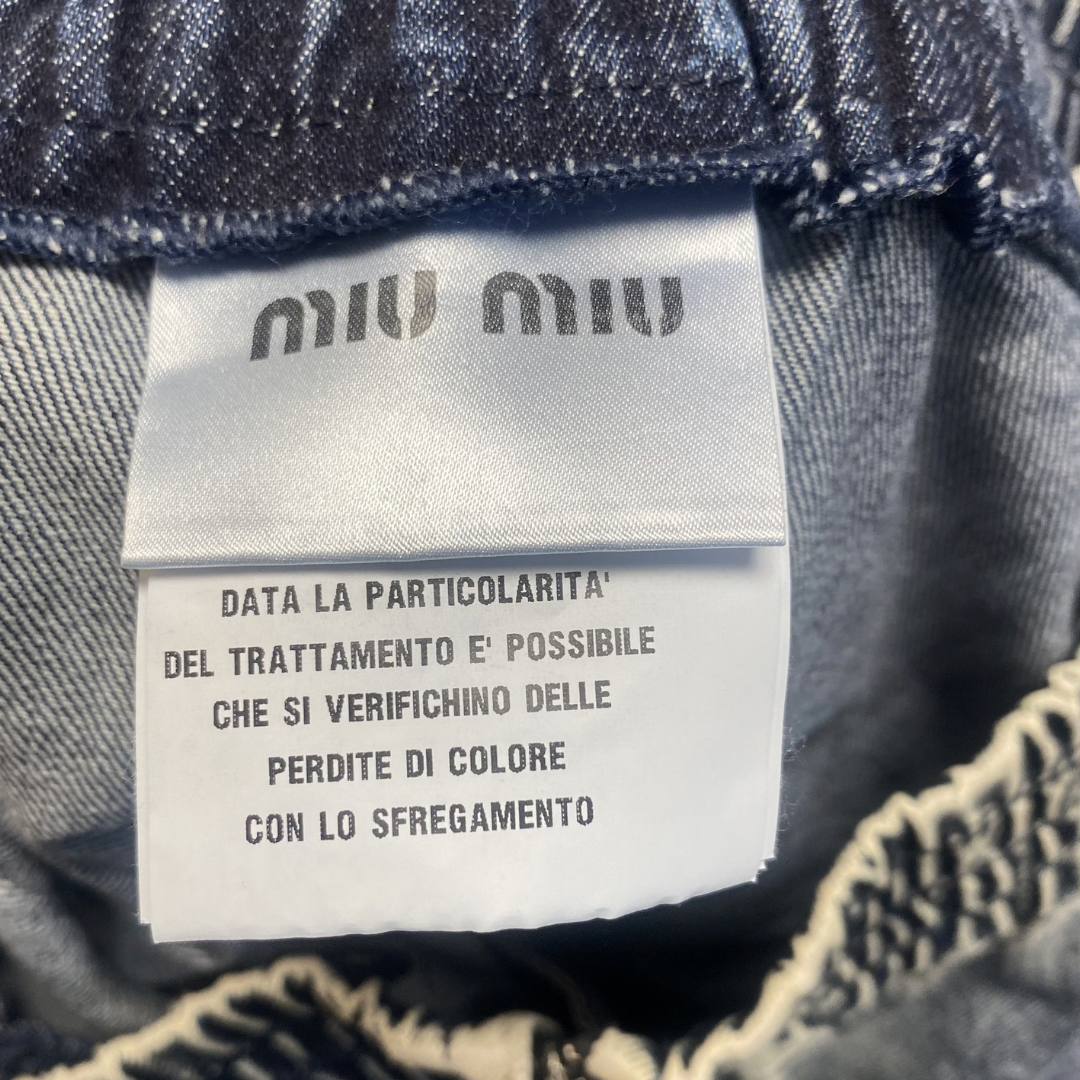 MIU MIU
DATA LA PARTICOLARITA'
DEL TRATTAMENTO E' POSSIBILE
CHE SI VERIFICHINO DELLE
PERDITE DI COLORE
CON LO SFREGAMENTO